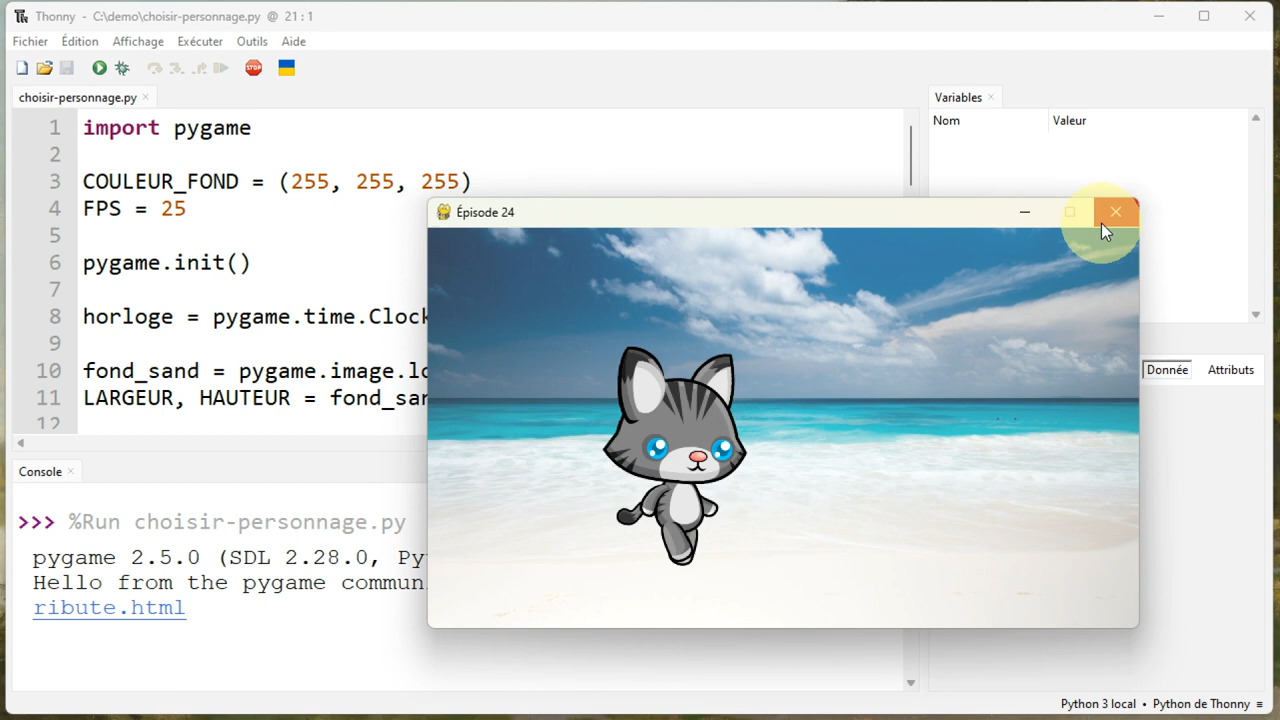 Thonny - C:\demo\choisir-personnage.py @ 21:1
Fichier Édition Affichage Exécuter Outils Aide
STOP
choisir-personnage.py ×
1 import pygame
2
3 COULEUR_FOND = (255, 255, 255)
4 FPS = 25
5
6 pygame.init()
7
8 horloge = pygame.time.Clock
9
10 fond_sand = pygame.image.lo
11 LARGEUR, HAUTEUR = fond_san
12
Variables ×
Nom Valeur
Épisode 24
Donnée Attributs
Console ×
>>> %Run choisir-personnage.py
pygame 2.5.0 (SDL 2.28.0, Py
Hello from the pygame commun
ribute.html
Python 3 local • Python de Thonny ≡